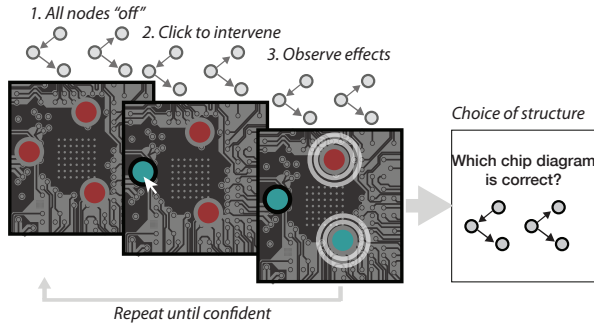 1. All nodes “off”
2. Click to intervene
3. Observe effects
Choice of structure
Which chip diagram
is correct?
Repeat until confident